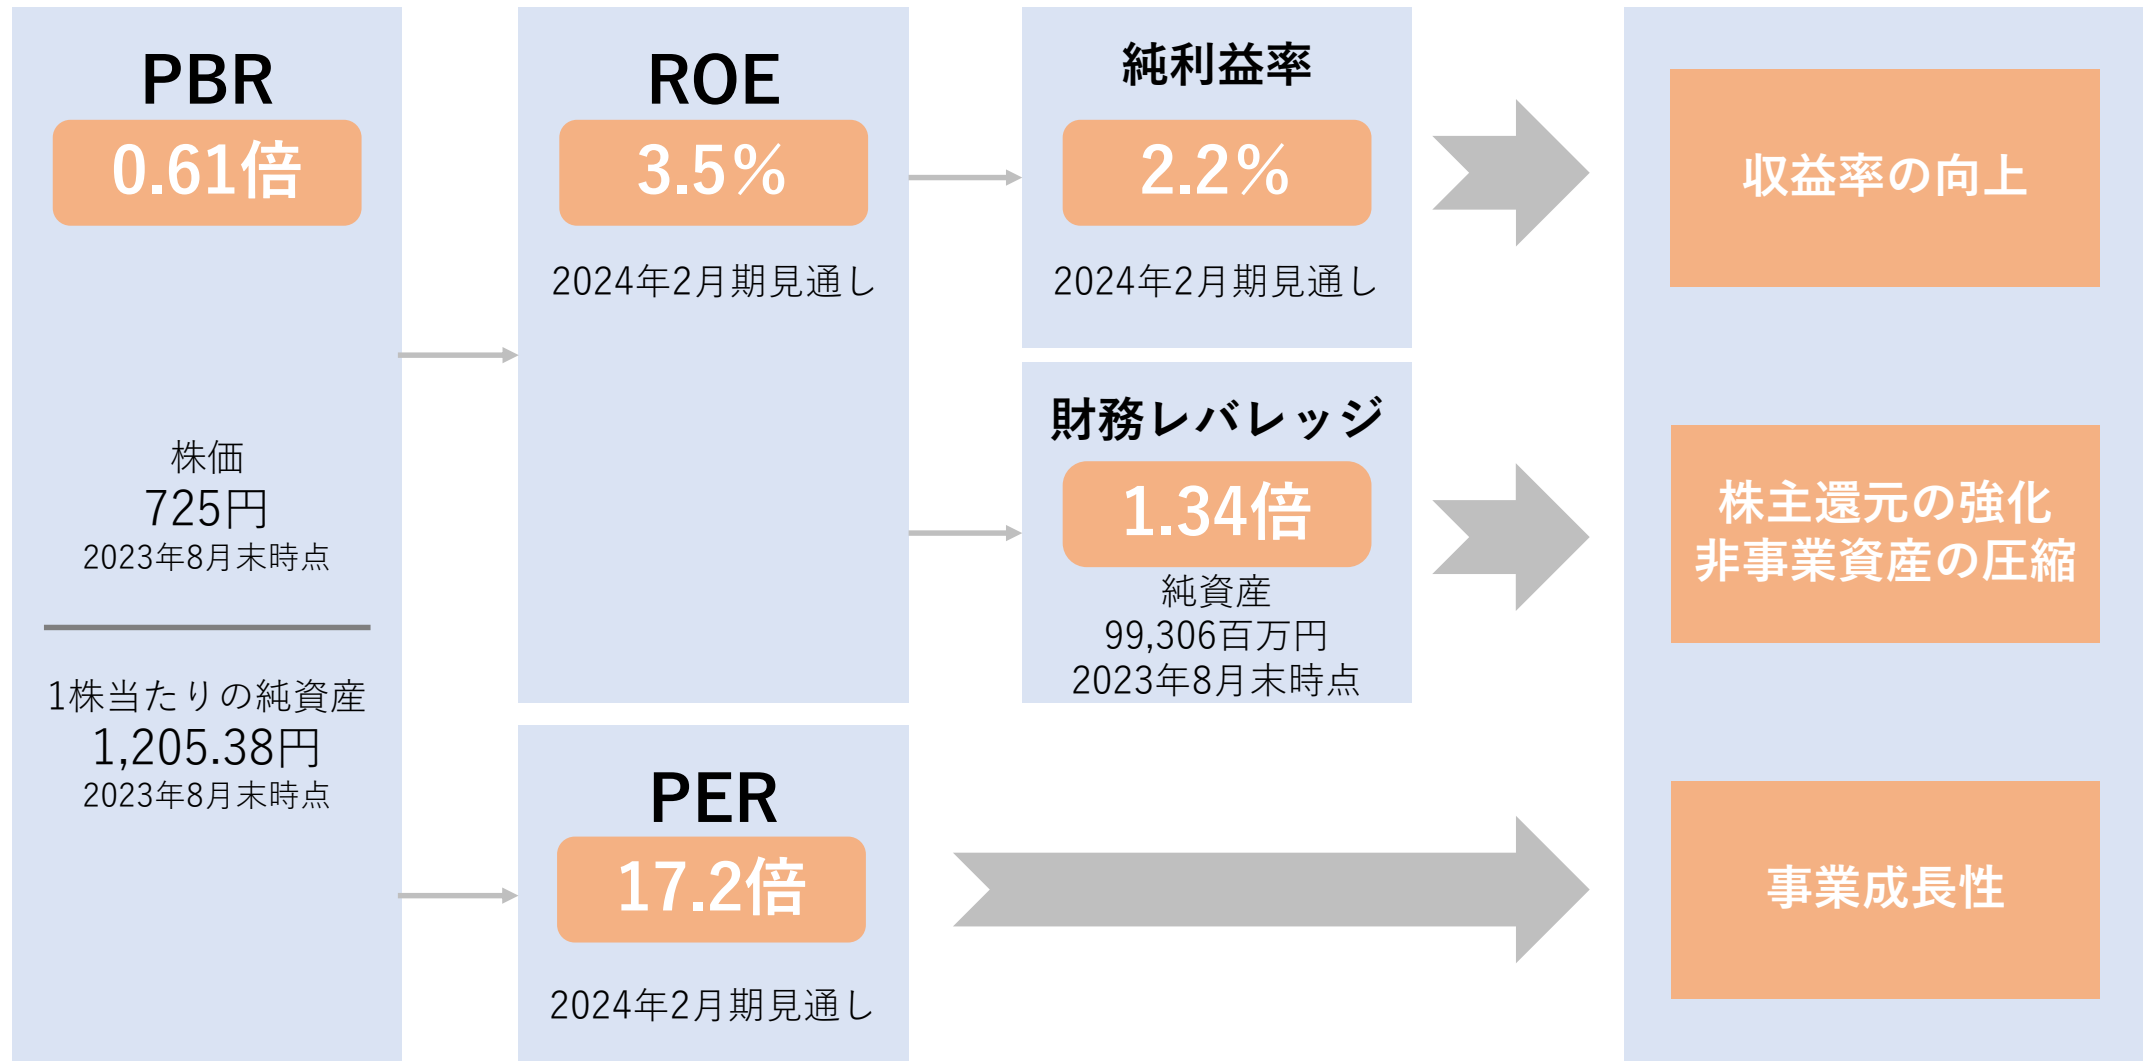 PBR
0.61倍
株価
725円
2023年8月末時点
1株当たりの純資産
1,205.38円
2023年8月末時点
ROE
3.5%
2024年2月期見通し
PER
17.2倍
2024年2月期見通し
純利益率
2.2%
2024年2月期見通し
財務レバレッジ
1.34倍
純資産
99,306百万円
2023年8月末時点
収益率の向上
株主還元の強化
非事業資産の圧縮
事業成長性